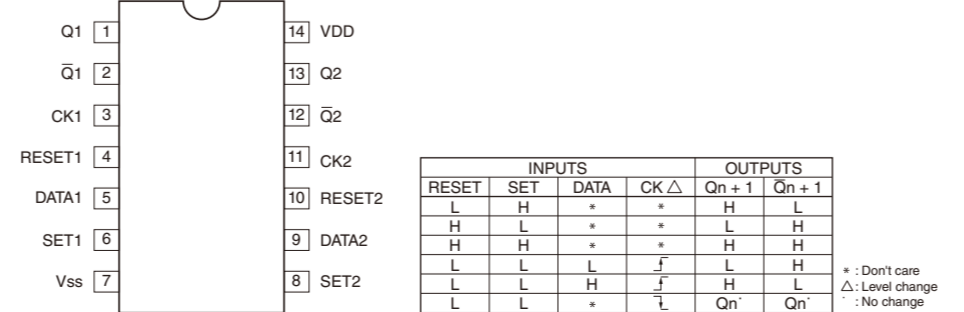 Q1 1 14 VDD
Q̅1 2 13 Q2
CK1 3 12 Q̅2
RESET1 4 11 CK2
DATA1 5 10 RESET2
SET1 6 9 DATA2
Vss 7 8 SET2
INPUTS OUTPUTS
RESET SET DATA CK △ Qn + 1 Q̅n + 1
L H * * H L
H L * * L H
H H * * H H
L L L L H
L L H H L
L L * Qn˙ Qn˙
* : Don't care
△ : Level change
˙ : No change